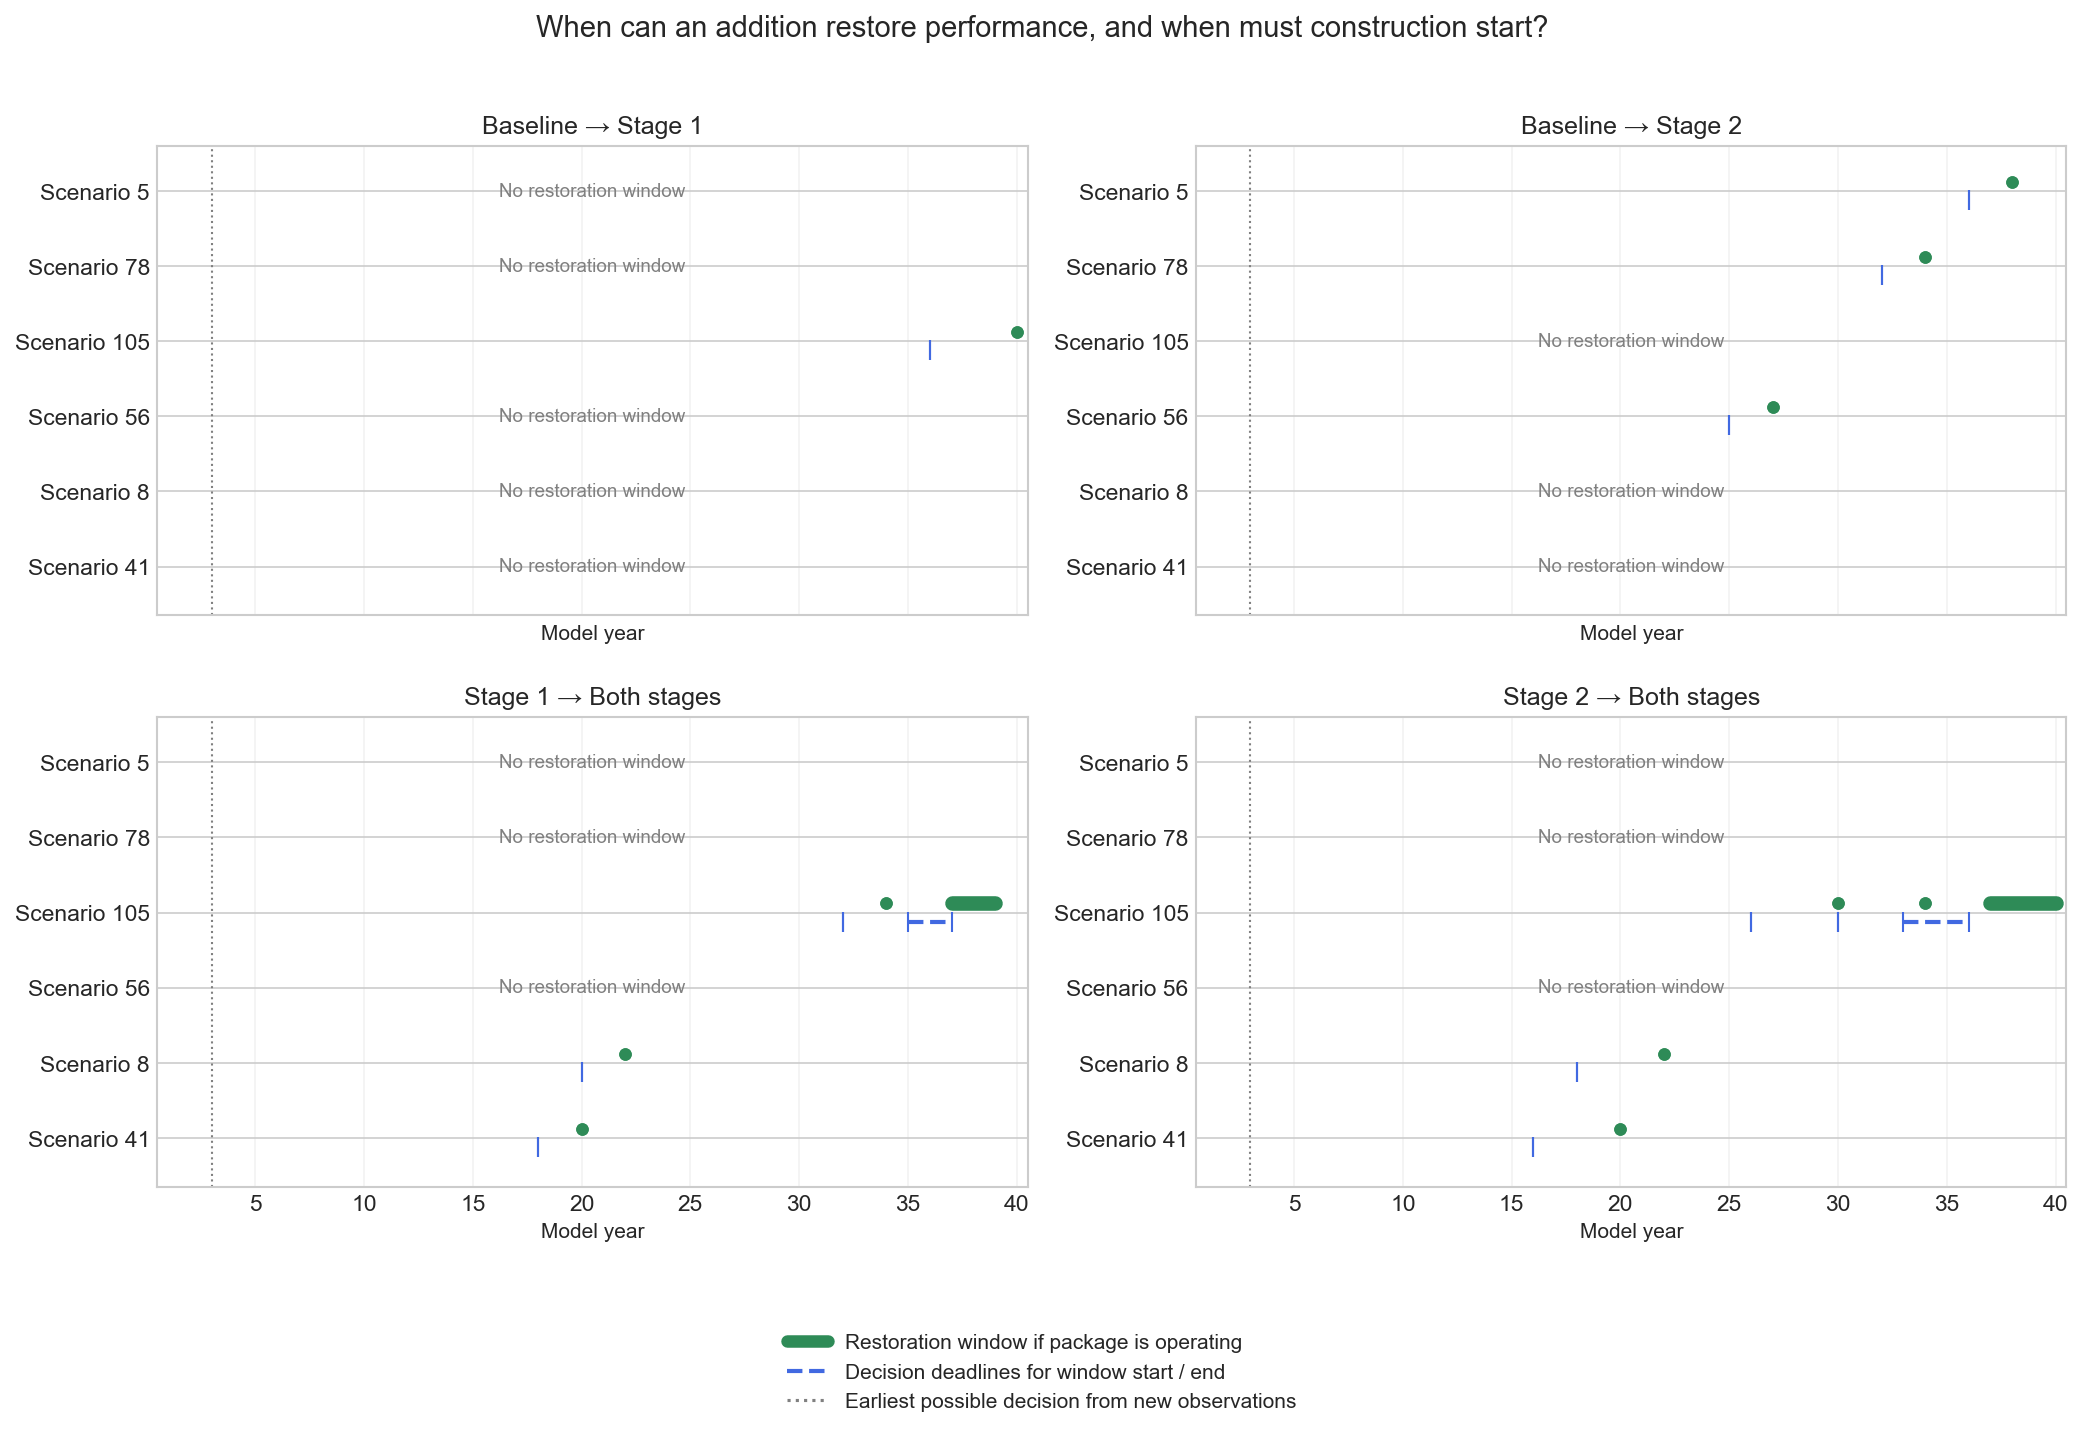 When can an addition restore performance, and when must construction start?
Baseline → Stage 1
Scenario 5
No restoration window
Scenario 78
No restoration window
Scenario 105
Scenario 56
No restoration window
Scenario 8
No restoration window
Scenario 41
No restoration window
Model year
Baseline → Stage 2
Scenario 5
Scenario 78
Scenario 105
No restoration window
Scenario 56
Scenario 8
No restoration window
Scenario 41
No restoration window
Model year
Stage 1 → Both stages
Scenario 5
No restoration window
Scenario 78
No restoration window
Scenario 105
Scenario 56
No restoration window
Scenario 8
Scenario 41
5 10 15 20 25 30 35 40
Model year
Stage 2 → Both stages
Scenario 5
No restoration window
Scenario 78
No restoration window
Scenario 105
Scenario 56
No restoration window
Scenario 8
Scenario 41
5 10 15 20 25 30 35 40
Model year
Restoration window if package is operating
Decision deadlines for window start / end
Earliest possible decision from new observations